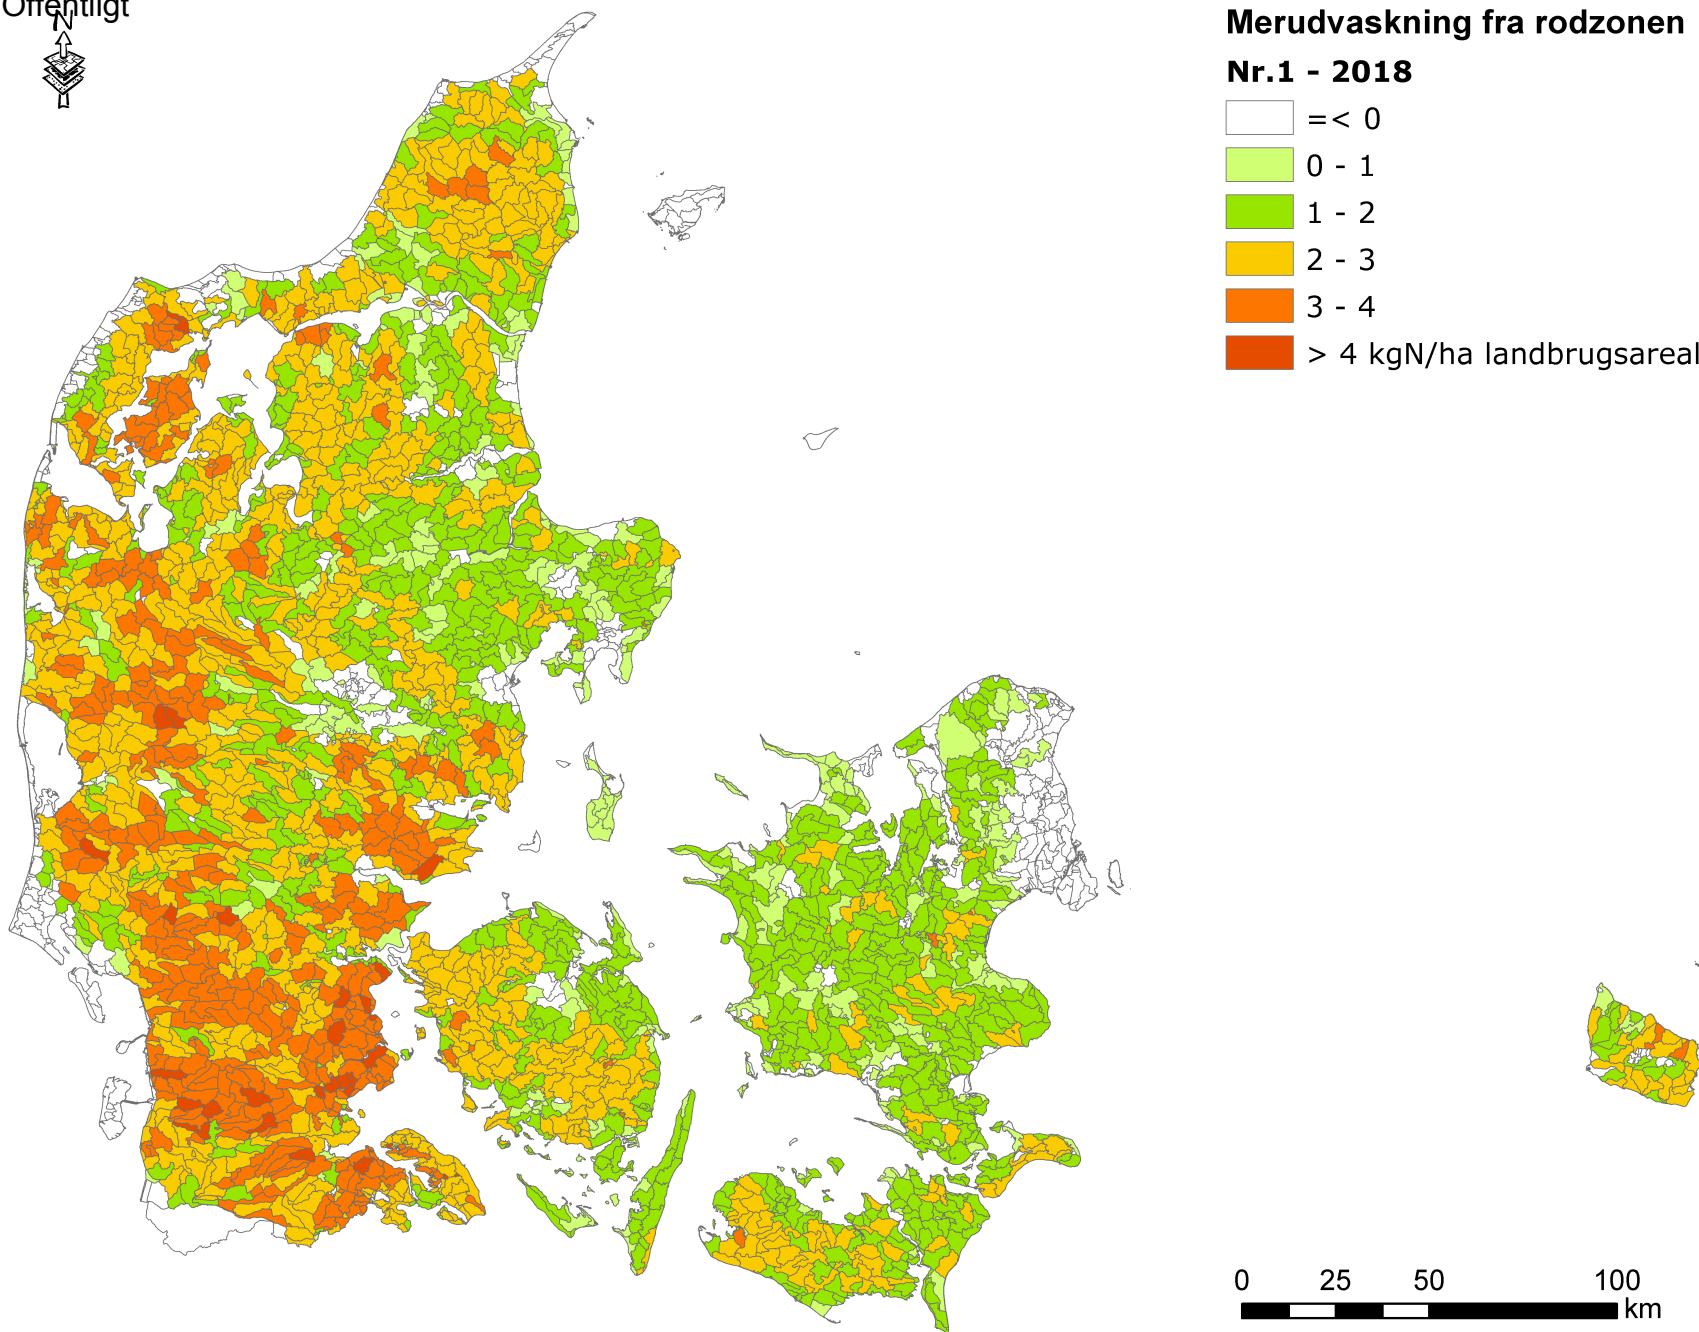 Offentligt
N
Merudvaskning fra rodzonen
Nr.1 - 2018
=< 0
0 - 1
1 - 2
2 - 3
3 - 4
> 4 kgN/ha landbrugsareal
0 25 50 100
km